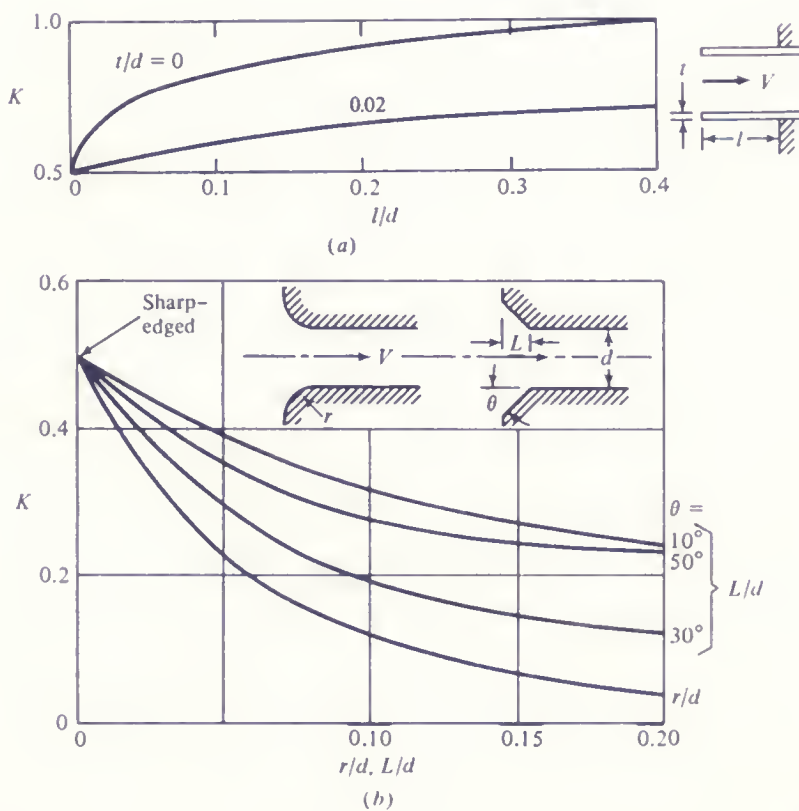 1.0
t/d = 0
K
0.02
0.5
0
0.1
0.2
0.3
0.4
l/d
t
V
l
(a)
0.6
Sharp-
edged
V
L
d
θ
r
0.4
K
θ =
10°
50°
L/d
0.2
30°
r/d
0
0
0.10
0.15
0.20
r/d, L/d
(b)